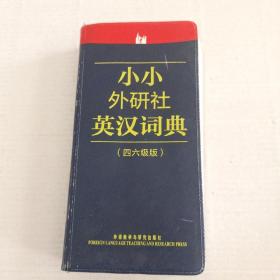 小小
外研社
英汉词典
（四六级版）
外语教学与研究出版社
FOREIGN LANGUAGE TEACHING AND RESEARCH PRESS